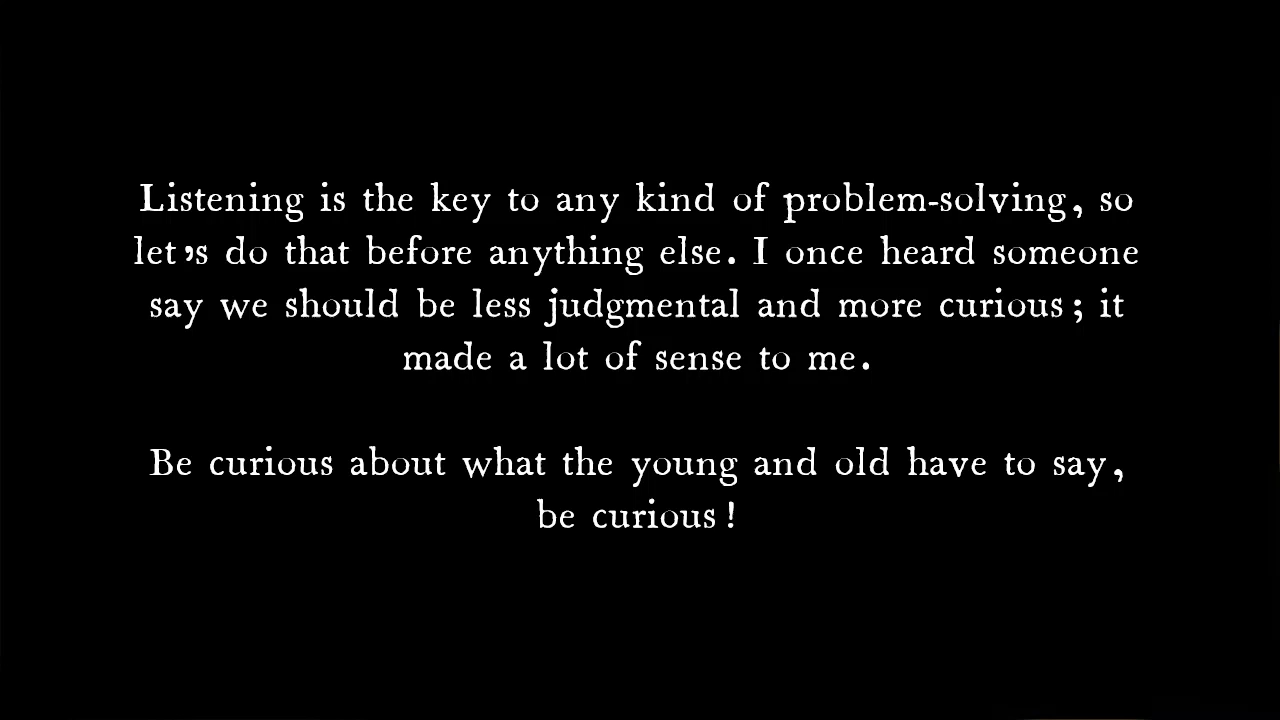 Listening is the key to any kind of problem-solving, so
let's do that before anything else. I once heard someone
say we should be less judgmental and more curious; it
made a lot of sense to me.
Be curious about what the young and old have to say,
be curious!